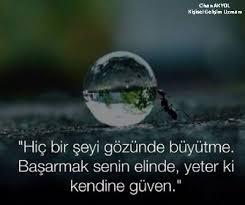 Cihan AKYOL
Kişisel Gelişim Uzmanı
"Hiç bir şeyi gözünde büyütme.
Başarmak senin elinde, yeter ki
kendine güven."